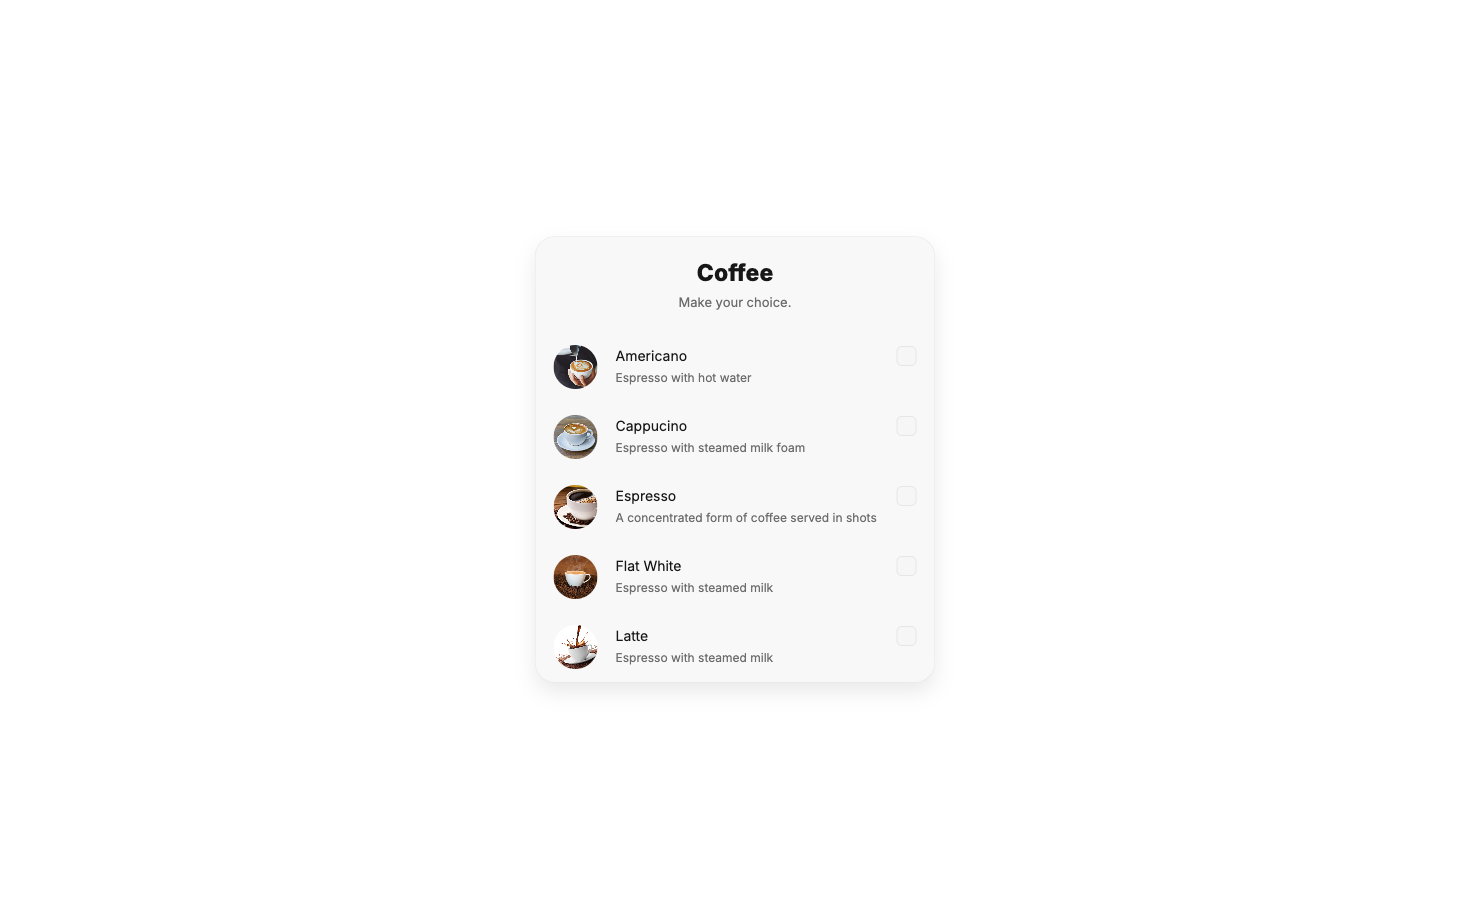 Coffee
Make your choice.
Americano
Espresso with hot water
Cappucino
Espresso with steamed milk foam
Espresso
A concentrated form of coffee served in shots
Flat White
Espresso with steamed milk
Latte
Espresso with steamed milk